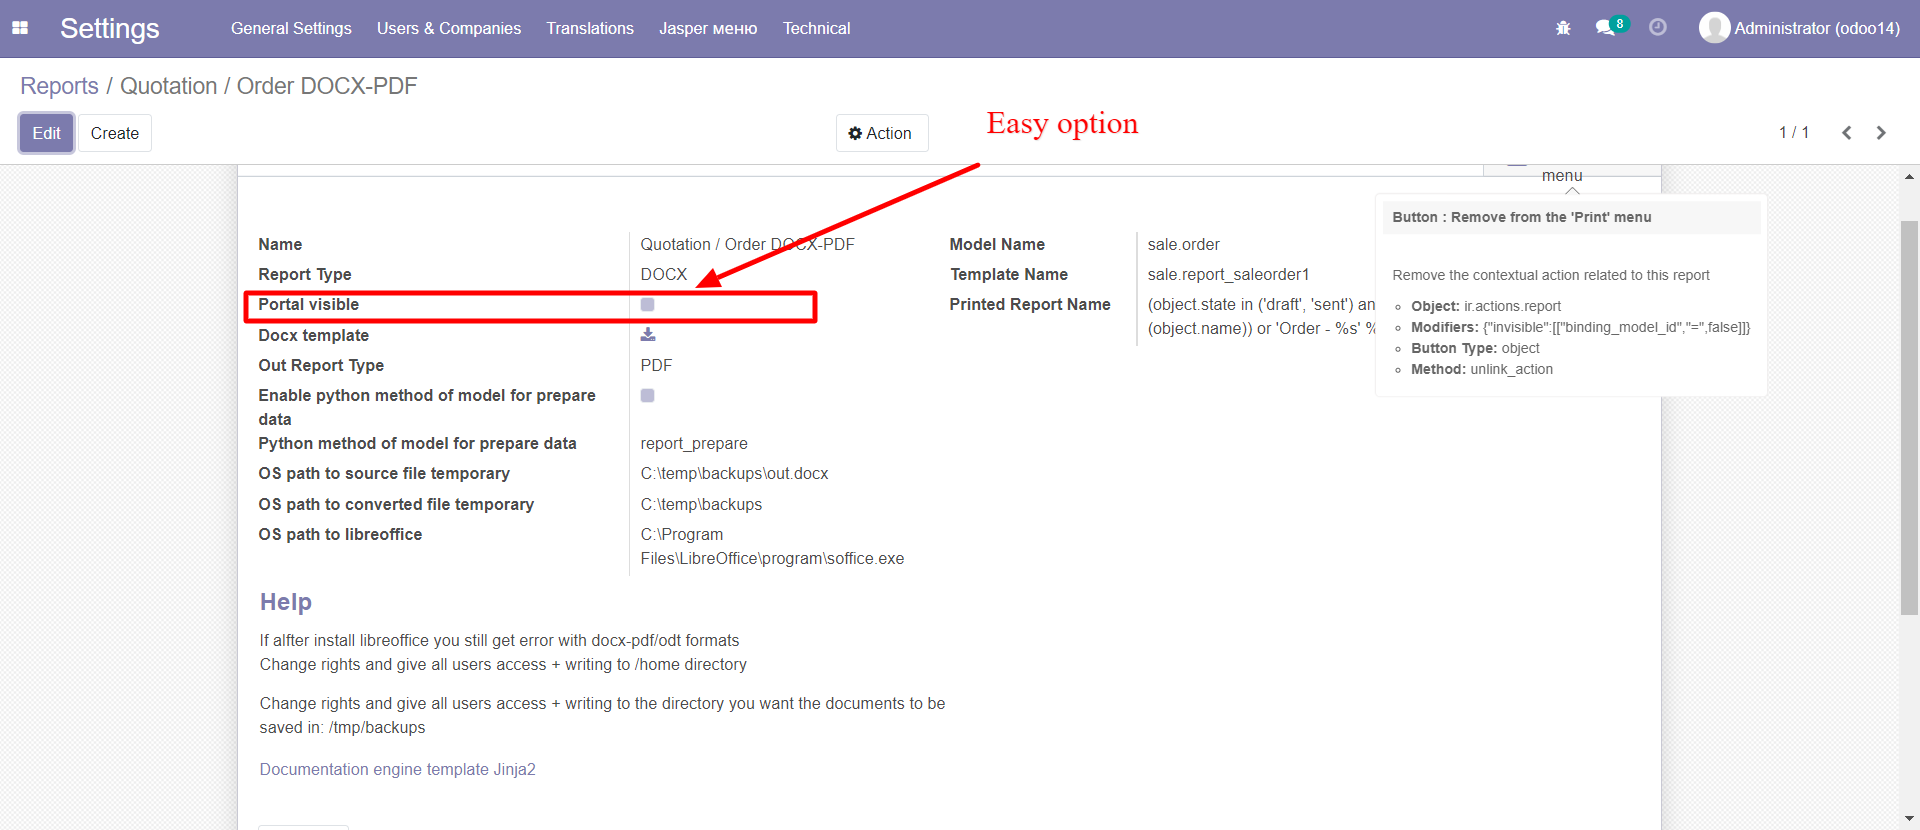 Settings General Settings Users & Companies Translations Jasper меню Technical 8 Administrator (odoo14)
Reports / Quotation / Order DOCX-PDF
Edit Create Action Easy option 1 / 1
menu
Button : Remove from the 'Print' menu
Remove the contextual action related to this report
Object: ir.actions.report
Modifiers: {"invisible":[["binding_model_id","=",false]]}
Button Type: object
Method: unlink_action
Name Quotation / Order DOCX-PDF
Report Type DOCX
Portal visible
Docx template
Out Report Type PDF
Enable python method of model for prepare
data
Python method of model for prepare data report_prepare
OS path to source file temporary C:\temp\backups\out.docx
OS path to converted file temporary C:\temp\backups
OS path to libreoffice C:\Program
Files\LibreOffice\program\soffice.exe
Model Name sale.order
Template Name sale.report_saleorder1
Printed Report Name (object.state in ('draft', 'sent') an
(object.name)) or 'Order - %s' %
Help
If alfter install libreoffice you still get error with docx-pdf/odt formats
Change rights and give all users access + writing to /home directory
Change rights and give all users access + writing to the directory you want the documents to be
saved in: /tmp/backups
Documentation engine template Jinja2